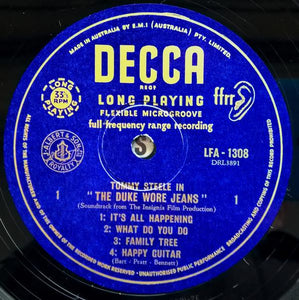 MADE IN AUSTRALIA BY E.M.I (AUSTRALIA) PTY. LIMITED.
DECCA
REGD
LONG PLAYING
FLEXIBLE MICROGROOVE
full frequency range recording
LONG PLAYING
33⅓
RPM
ffrr
ALBERT & SON
ROYALTY
LFA - 1308
DRL3891
1
1
TOMMY STEELE IN
"THE DUKE WORE JEANS"
(Soundtrack from The Insignia Film Production)
1: IT'S ALL HAPPENING
2: WHAT DO YOU DO
3: FAMILY TREE
4: HAPPY GUITAR
(Bart - Pratt - Bennett)
ALL RIGHTS OF THE MANUFACTURER AND OF THE OWNER OF THE RECORDED WORK RESERVED - UNAUTHORISED PUBLIC PERFORMANCE, BROADCASTING AND COPYING OF THIS RECORD PROHIBITED